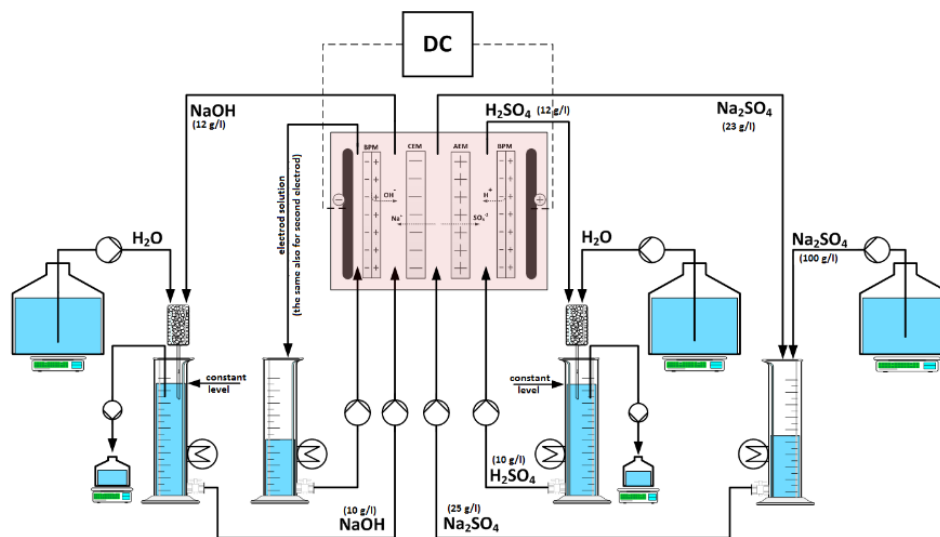 DC
NaOH
(12 g/l)
H₂SO₄ (12 g/l)
Na₂SO₄
(23 g/l)
BPM
CEM
AEM
BPM
OH⁻
H⁺
Na⁺
SO₄⁻²
electrod solution
(the same also for second electrod)
H₂O
H₂O
Na₂SO₄
(100 g/l)
constant
level
constant
level
(10 g/l)
NaOH
(25 g/l)
Na₂SO₄
(10 g/l)
H₂SO₄